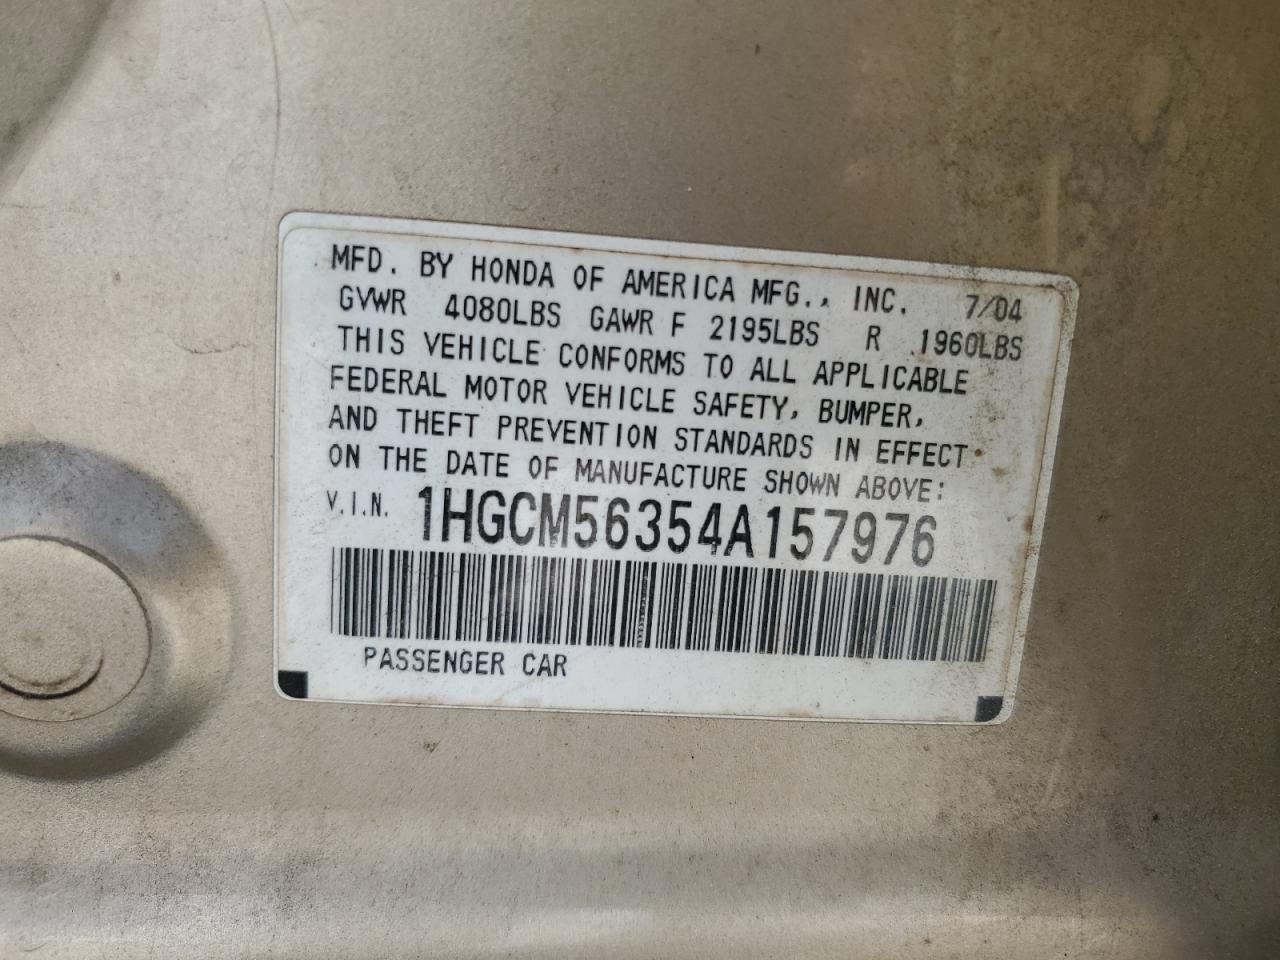 MFD. BY HONDA OF AMERICA MFG., INC. 7/04
GVWR 4080LBS GAWR F 2195LBS R 1960LBS
THIS VEHICLE CONFORMS TO ALL APPLICABLE
FEDERAL MOTOR VEHICLE SAFETY, BUMPER,
AND THEFT PREVENTION STANDARDS IN EFFECT
ON THE DATE OF MANUFACTURE SHOWN ABOVE:
V.I.N. 1HGCM56354A157976
PASSENGER CAR